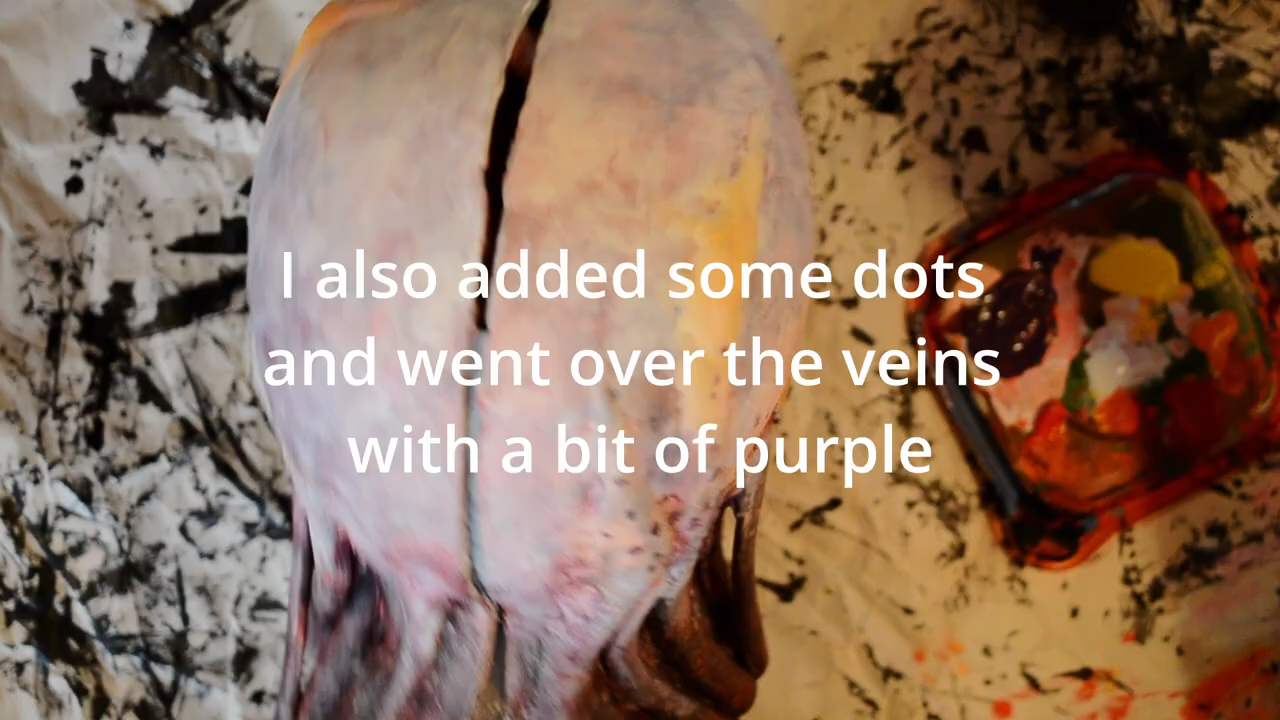 I also added some dots
and went over the veins
with a bit of purple